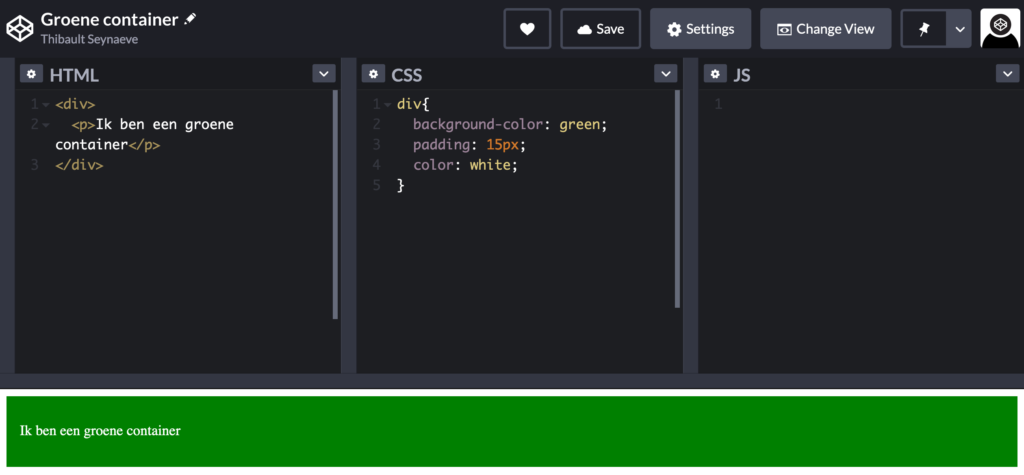 Groene container
Thibault Seynaeve
Save
Settings
Change View
HTML
1 <div>
2 <p>Ik ben een groene
container</p>
3 </div>
CSS
1 div{
2 background-color: green;
3 padding: 15px;
4 color: white;
5 }
JS
1
Ik ben een groene container